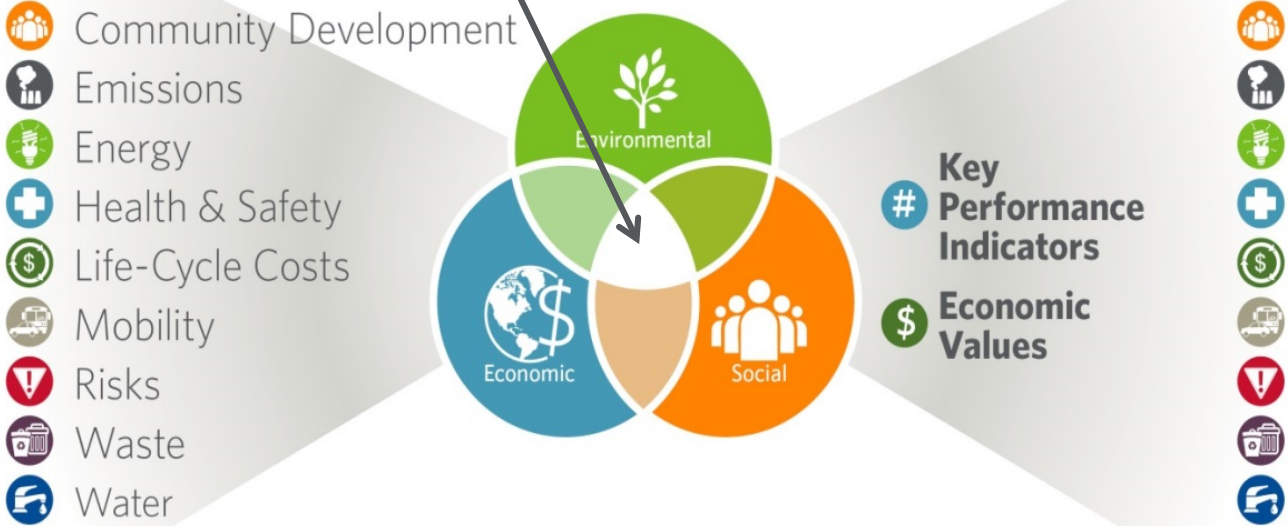 Community Development
Emissions
Energy
Health & Safety
Life-Cycle Costs
Mobility
Risks
Waste
Water
Environmental
$
Economic
Social
#
Key
Performance
Indicators
$
Economic
Values
$
$